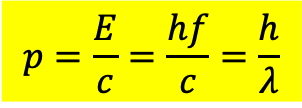 p = E/c = hf/c = h/λ